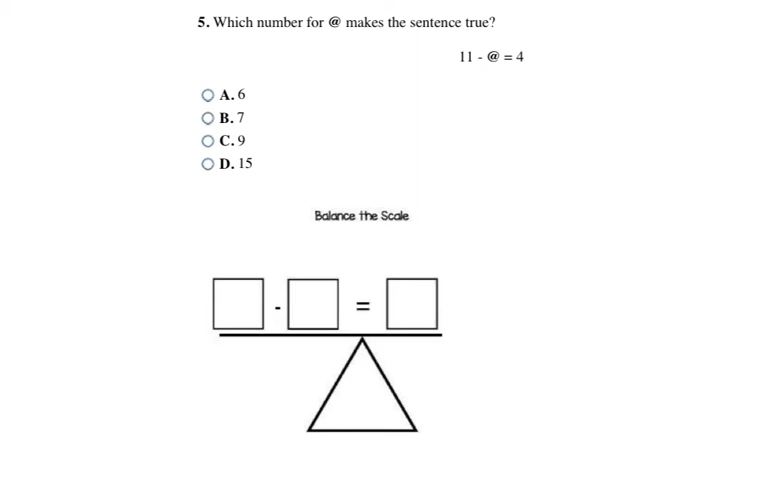 5. Which number for @ makes the sentence true?
11 - @ = 4
A. 6
B. 7
C. 9
D. 15
Balance the Scale
- =